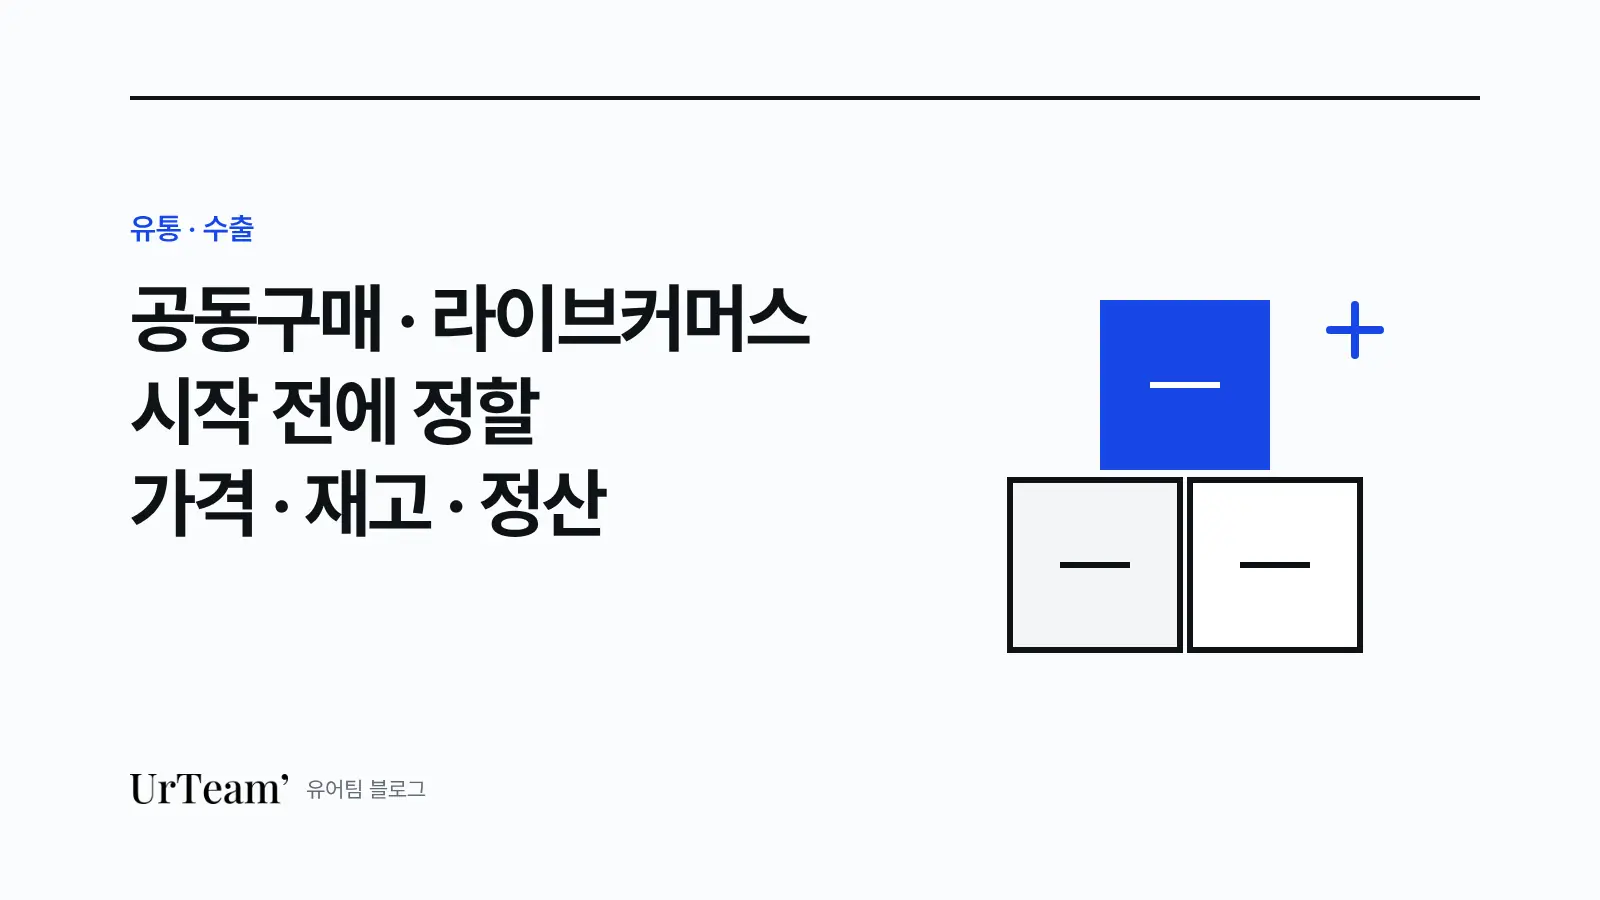 유통 · 수출
공동구매 · 라이브커머스
시작 전에 정할
가격 · 재고 · 정산
UrTeam’ 유어팀 블로그